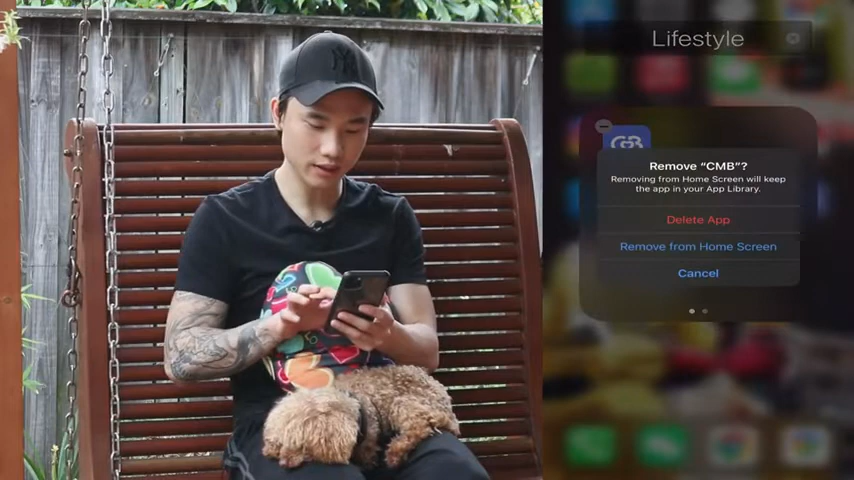 Lifestyle
Remove “CMB”?
Removing from Home Screen will keep
the app in your App Library.
Delete App
Remove from Home Screen
Cancel